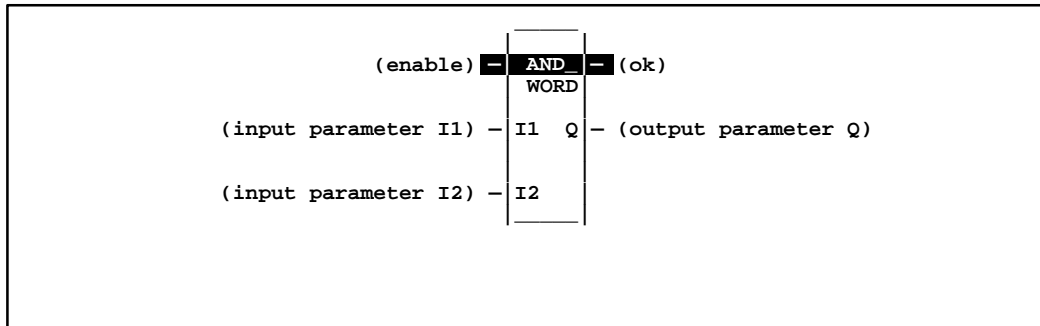 (enable) — AND_ — (ok)
WORD
(input parameter I1) — I1 Q — (output parameter Q)
(input parameter I2) — I2